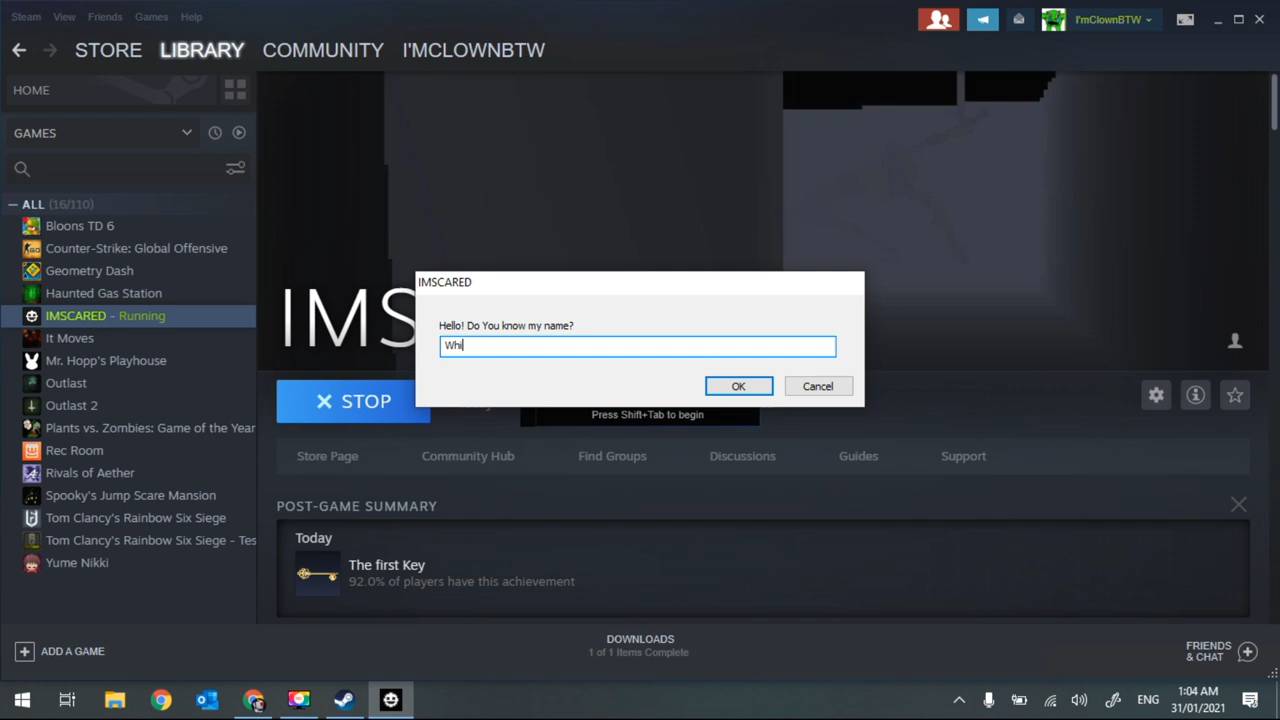 Steam View Friends Games Help
I'mClownBTW
STORE LIBRARY COMMUNITY I'MCLOWNBTW
HOME
GAMES
ALL (16/110)
Bloons TD 6
Counter-Strike: Global Offensive
Geometry Dash
Haunted Gas Station
IMSCARED - Running
It Moves
Mr. Hopp's Playhouse
Outlast
Outlast 2
Plants vs. Zombies: Game of the Year
Rec Room
Rivals of Aether
Spooky's Jump Scare Mansion
Tom Clancy's Rainbow Six Siege
Tom Clancy's Rainbow Six Siege - Tes
Yume Nikki
IMS
IMSCARED
Hello! Do You know my name?
Whi
OK Cancel
STOP
Press Shift+Tab to begin
Store Page Community Hub Find Groups Discussions Guides Support
POST-GAME SUMMARY
Today
The first Key
92.0% of players have this achievement
ADD A GAME
DOWNLOADS
1 of 1 Items Complete
FRIENDS
& CHAT
ENG
1:04 AM
31/01/2021